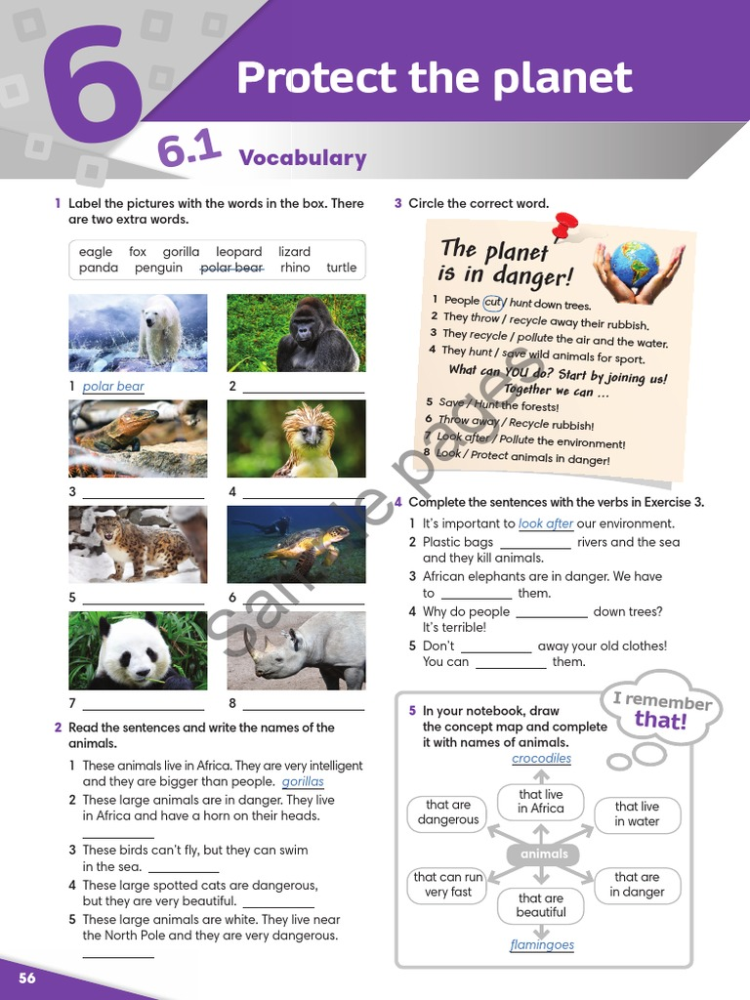 6
Protect the planet
6.1 Vocabulary
1 Label the pictures with the words in the box. There
are two extra words.
eagle fox gorilla leopard lizard
panda penguin polar bear rhino turtle
1 polar bear
2
3
4
5
6
7
8
2 Read the sentences and write the names of the
animals.
1 These animals live in Africa. They are very intelligent
and they are bigger than people. gorillas
2 These large animals are in danger. They live
in Africa and have a horn on their heads.
3 These birds can't fly, but they can swim
in the sea.
4 These large spotted cats are dangerous,
but they are very beautiful.
5 These large animals are white. They live near
the North Pole and they are very dangerous.
3 Circle the correct word.
The planet
is in danger!
1 People cut / hunt down trees.
2 They throw / recycle away their rubbish.
3 They recycle / pollute the air and the water.
4 They hunt / save wild animals for sport.
What can YOU do? Start by joining us!
Together we can ...
5 Save / Hunt the forests!
6 Throw away / Recycle rubbish!
7 Look after / Pollute the environment!
8 Look / Protect animals in danger!
4 Complete the sentences with the verbs in Exercise 3.
1 It's important to look after our environment.
2 Plastic bags __________ rivers and the sea
and they kill animals.
3 African elephants are in danger. We have
to __________ them.
4 Why do people __________ down trees?
It's terrible!
5 Don't __________ away your old clothes!
You can __________ them.
I remember
that!
5 In your notebook, draw
the concept map and complete
it with names of animals.
crocodiles
that live
in Africa
that are
dangerous
that live
in water
animals
that can run
very fast
that are
in danger
that are
beautiful
flamingoes
Sample pages
56